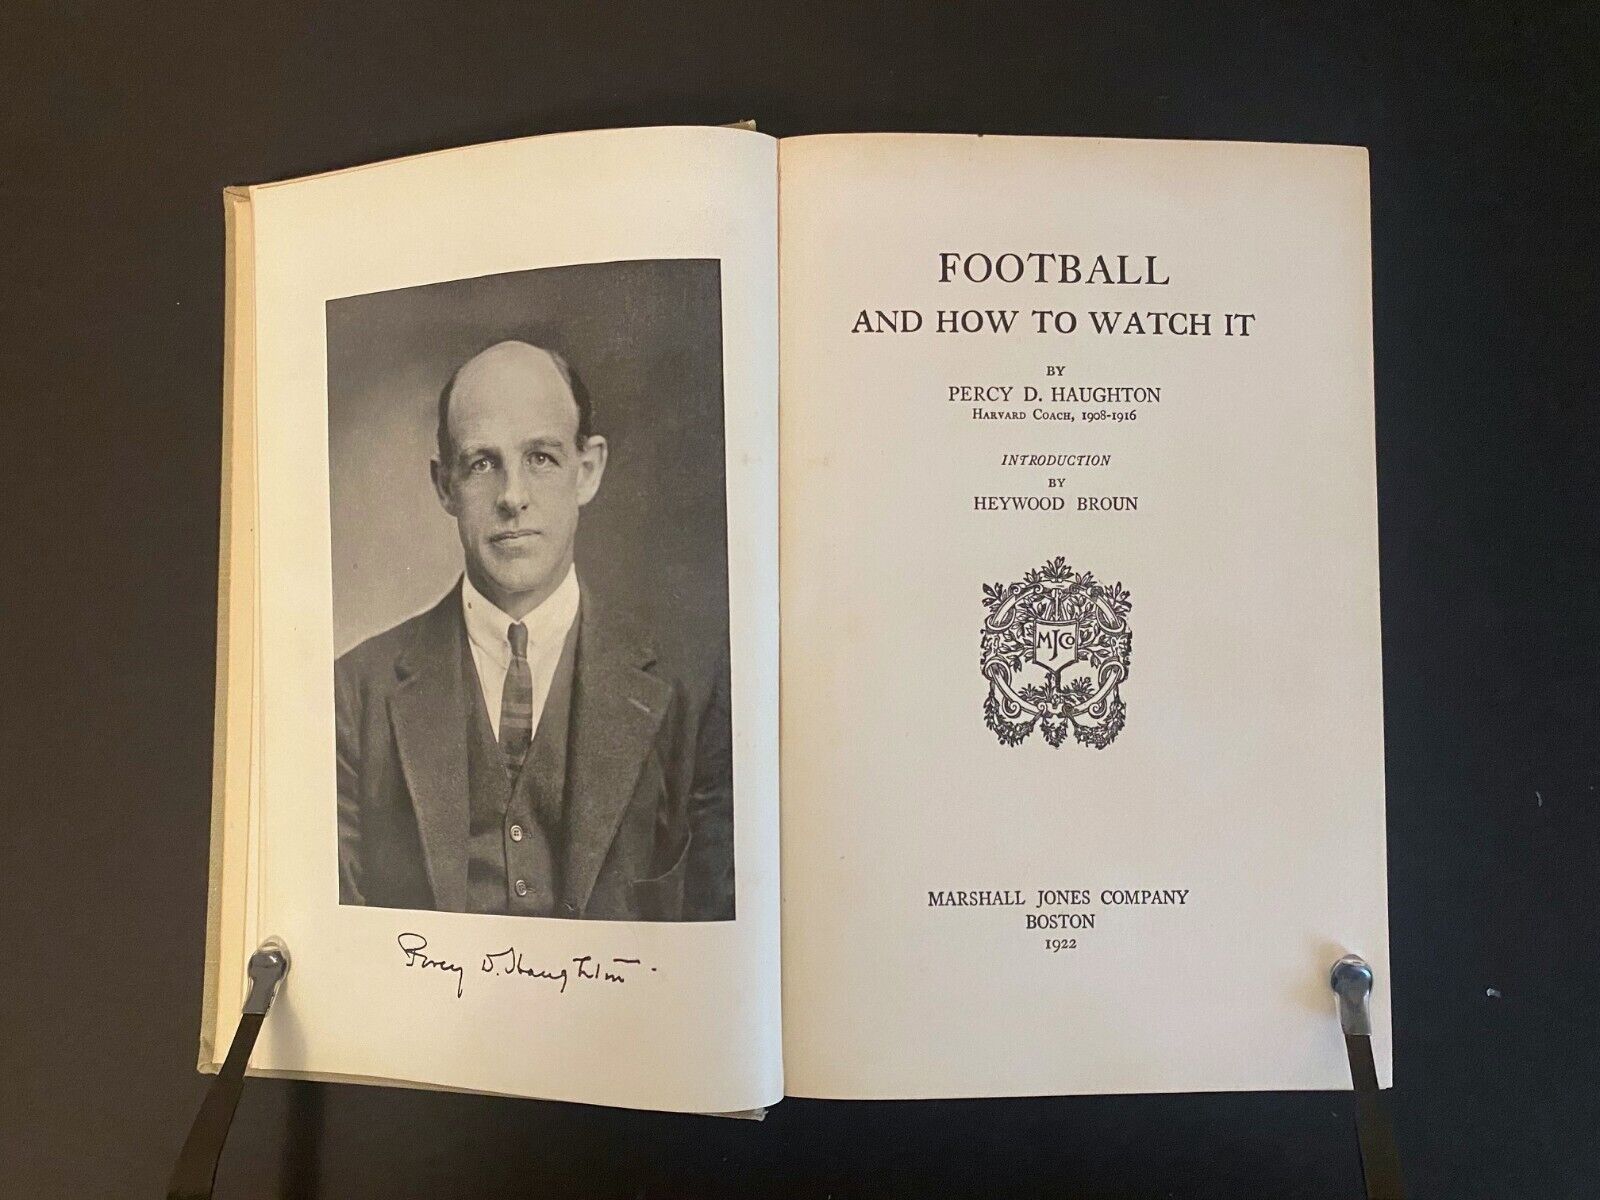 Percy D. Haughton
FOOTBALL
AND HOW TO WATCH IT
BY
PERCY D. HAUGHTON
HARVARD COACH, 1908-1916
INTRODUCTION
BY
HEYWOOD BROUN
MJCo
MARSHALL JONES COMPANY
BOSTON
1922